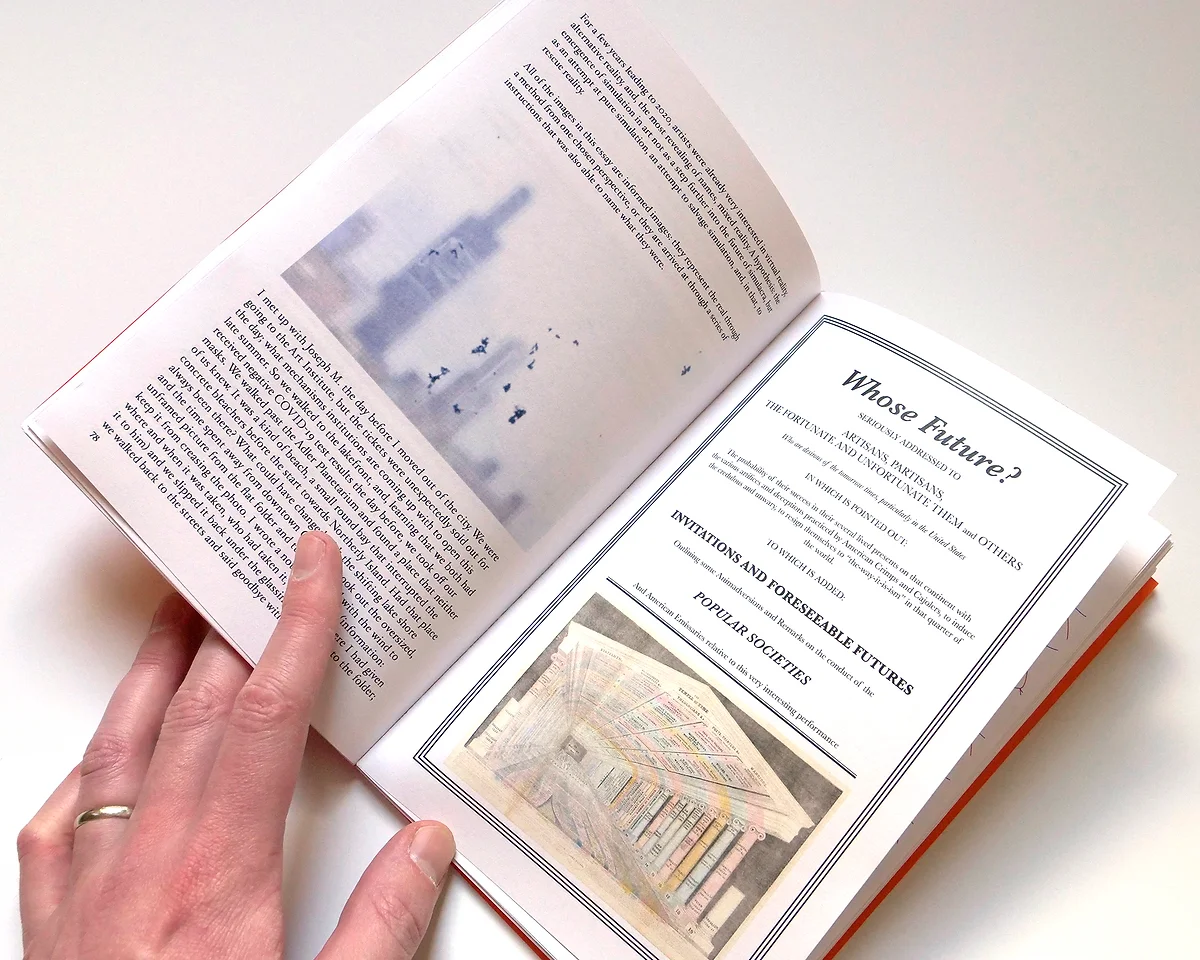 For a few years leading to 2020, artists were already very interested in virtual reality,
alternative reality, and, the most revealing of names, mixed reality. A hypothesis: the
emergence of simulation in art not as a step further into the future of simulacra, but
as an attempt at pure simulation, an attempt to salvage simulation, and, in that, to
rescue reality.
All of the images in this essay are informed images: they represent the real through
a method from one chosen perspective, or they are arrived at through a series of
instructions that was also able to name what they were.
I met up with Joseph M. the day before I moved out of the city. We were
going to the Art Institute, but the tickets were unexpectedly sold out for
the day; what mechanisms institutions are coming up with to open this
late summer. So we walked to the lakefront, and, learning that we both had
received negative COVID-19 test results the day before, we took off our
masks. We walked past the Adler Planetarium and found a place that neither
of us knew. It was a kind of beach, a small round bay that interrupted the
concrete bleachers before the start towards Northerly Island. Had that place
always been there? What could have the shifting lake shore
and the time spent away from downtown out the oversized,
unframed picture from the flat folder and with the wind to
keep it from creasing the photo. I wrote a information:
where and when it was taken, who had taken it, I had given
it to him) and we slipped it back under the glass to the folder,
we walked back to the streets and said goodbye
78
Whose Future?
SERIOUSLY ADDRESSED TO
ARTISANS, PARTISANS,
THE FORTUNATE AND UNFORTUNATE, THEM and OTHERS
Who are desirous of the tomorrow times, particularly in the United States
IN WHICH IS POINTED OUT:
The probability of their success in their several lived presents on that continent with
the various artifices and deceptions practiced by American Crimps and Cajolers, to induce
the credulous and unwary, to resign themselves to "the-way-it-is-ism" in that quarter of
the world.
TO WHICH IS ADDED:
INVITATIONS AND FORESEEABLE FUTURES
Outlining some Animadversions and Remarks on the conduct of the
POPULAR SOCIETIES
And American Emissaries relative to this very interesting performance
TEMPLE OF TIME